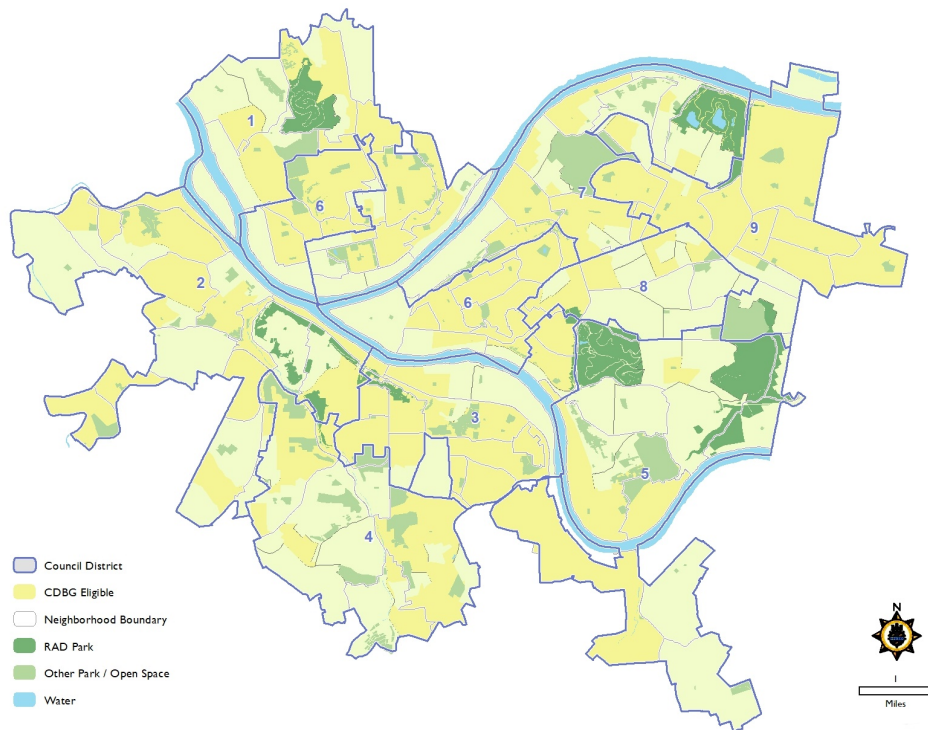 1
6
7
9
2
8
6
3
5
4
Council District
CDBG Eligible
Neighborhood Boundary
RAD Park
Other Park / Open Space
Water
N
1
Miles